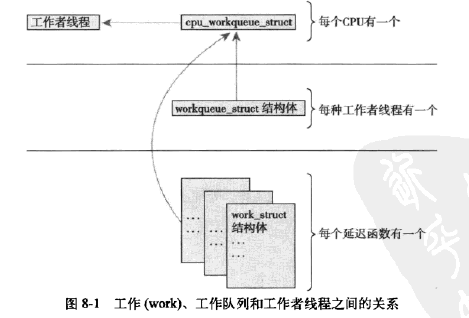 工作者线程
cpu_workqueue_struct
每个CPU有一个
workqueue_struct 结构体
每种工作者线程有一个
work_struct
结构体
...
...
...
...
...
...
每个延迟函数有一个
图 8-1 工作 (work)、工作队列和工作者线程之间的关系